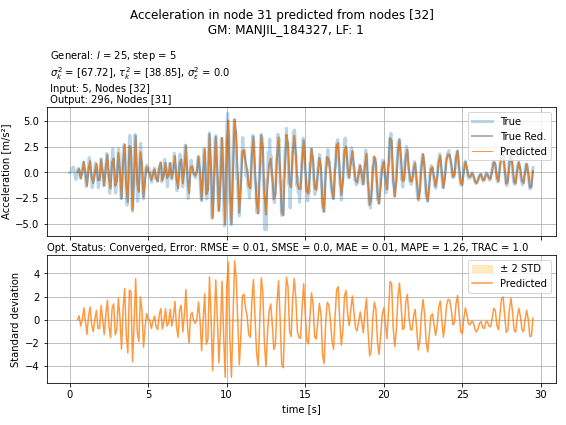 Acceleration in node 31 predicted from nodes [32]
GM: MANJIL_184327, LF: 1
General: l = 25, step = 5
σ²ₖ = [67.72], τ²ₖ = [38.85], σ²ₑ = 0.0
Input: 5, Nodes [32]
Output: 296, Nodes [31]
Acceleration [m/s²]
5.0
2.5
0.0
−2.5
−5.0
True
True Red.
Predicted
Opt. Status: Converged, Error: RMSE = 0.01, SMSE = 0.0, MAE = 0.01, MAPE = 1.26, TRAC = 1.0
Standard deviation
4
2
0
−2
−4
± 2 STD
Predicted
0 5 10 15 20 25 30
time [s]